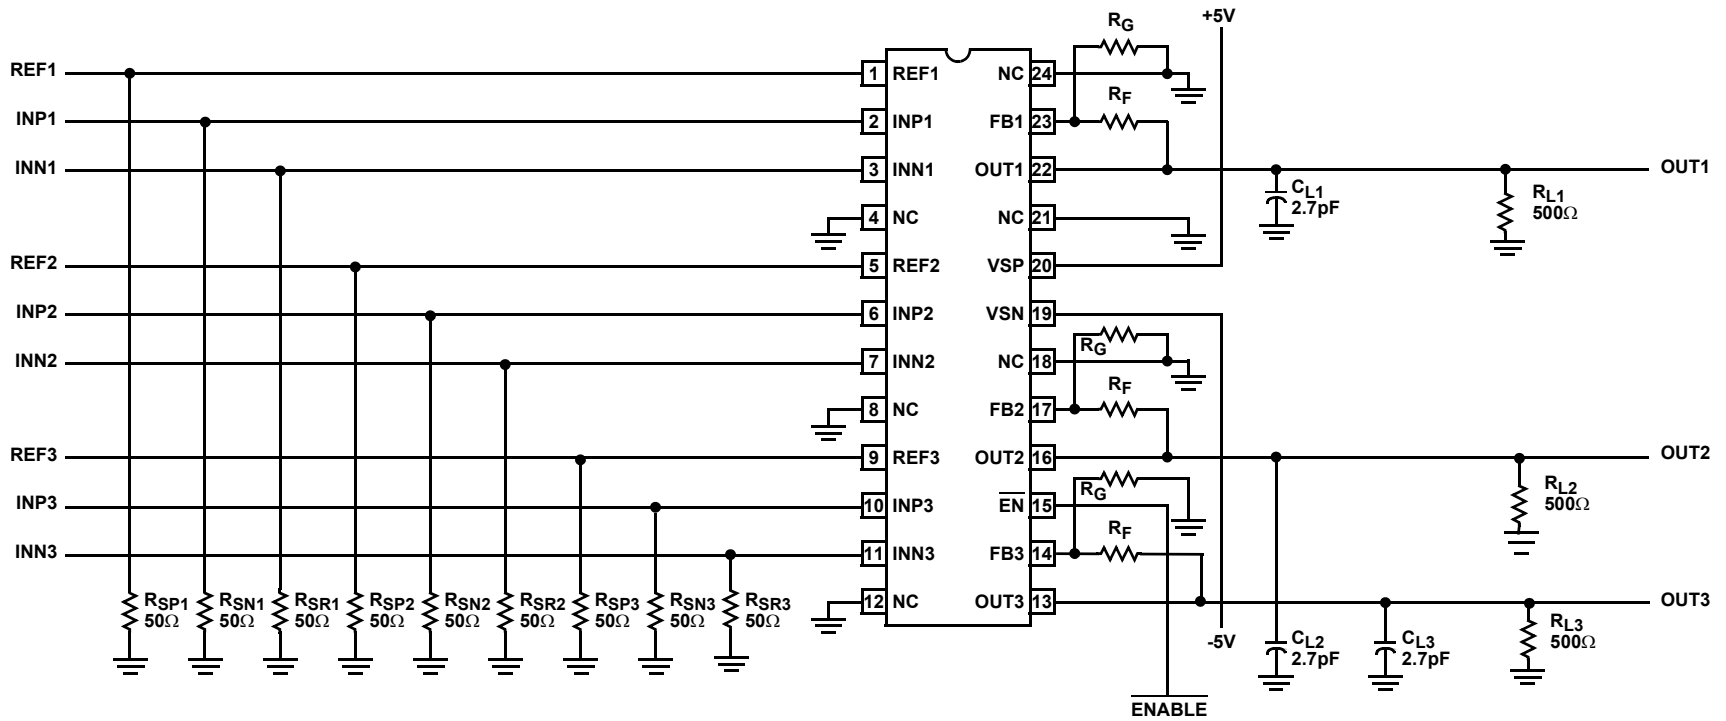 REF1
INP1
INN1
REF2
INP2
INN2
REF3
INP3
INN3
RSP1
50Ω
RSN1
50Ω
RSR1
50Ω
RSP2
50Ω
RSN2
50Ω
RSR2
50Ω
RSP3
50Ω
RSN3
50Ω
RSR3
50Ω
1 REF1
2 INP1
3 INN1
4 NC
5 REF2
6 INP2
7 INN2
8 NC
9 REF3
10 INP3
11 INN3
12 NC
NC 24
FB1 23
OUT1 22
NC 21
VSP 20
VSN 19
NC 18
FB2 17
OUT2 16
EN 15
FB3 14
OUT3 13
RG
RF
+5V
RG
RF
RG
RF
-5V
ENABLE
CL1
2.7pF
RL1
500Ω
OUT1
OUT2
RL2
500Ω
OUT3
CL2
2.7pF
CL3
2.7pF
RL3
500Ω